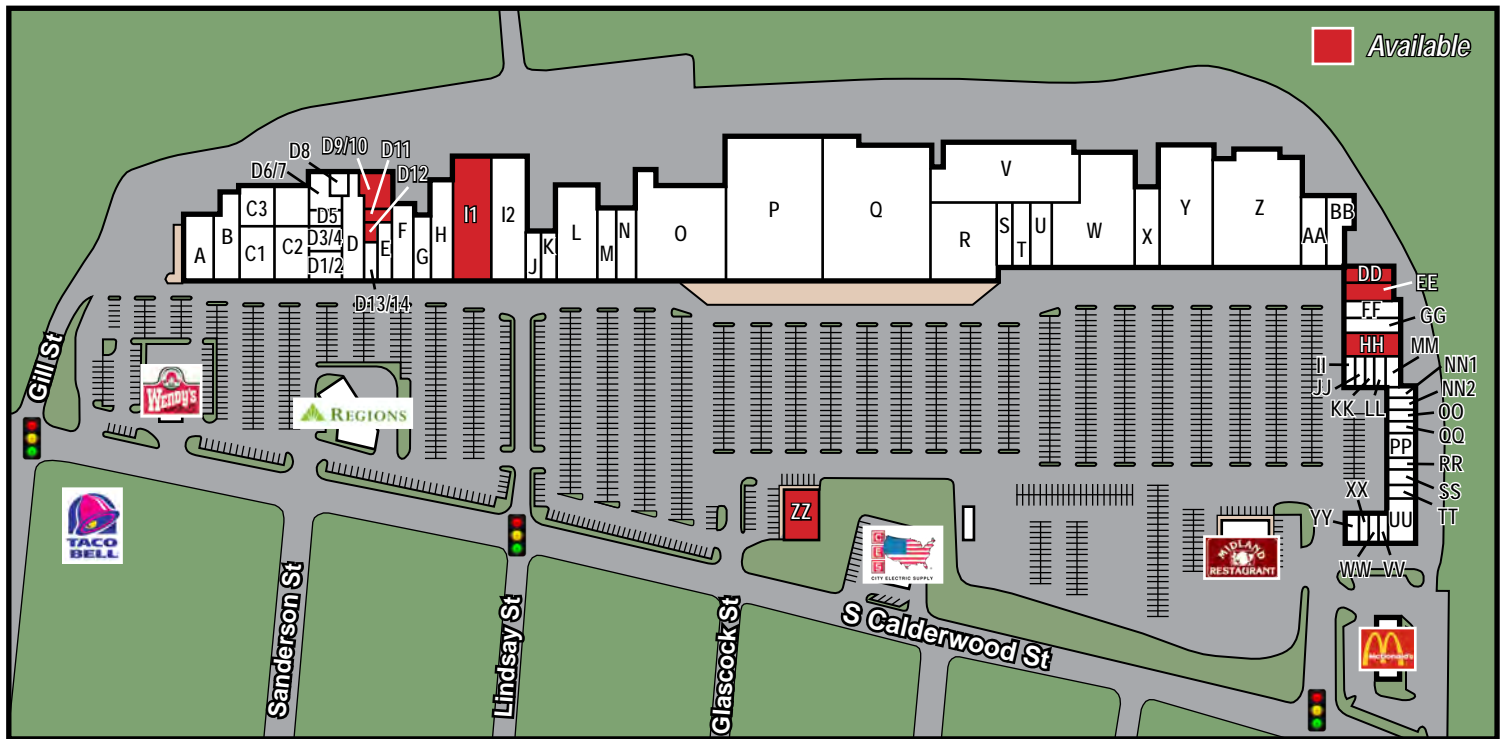 Available
D8
D9/10
D11
D6/7
D12
C3
D5
C1
C2
D3/4
D1/2
D
A
B
E
F
G
H
I1
I2
J
K
L
M
N
O
P
Q
R
V
S
T
U
W
X
Y
Z
AA
BB
D13/14
DD
EE
FF
GG
HH
MM
II
NN1
JJ
NN2
KK
LL
OO
QQ
PP
RR
SS
XX
TT
YY
UU
WW
VV
ZZ
Gill St
WENDY'S
REGIONS
TACO
BELL
CES
CITY ELECTRIC SUPPLY
MIDLAND
RESTAURANT
McDonald's
Sanderson St
Lindsay St
Glascock St
S Calderwood St